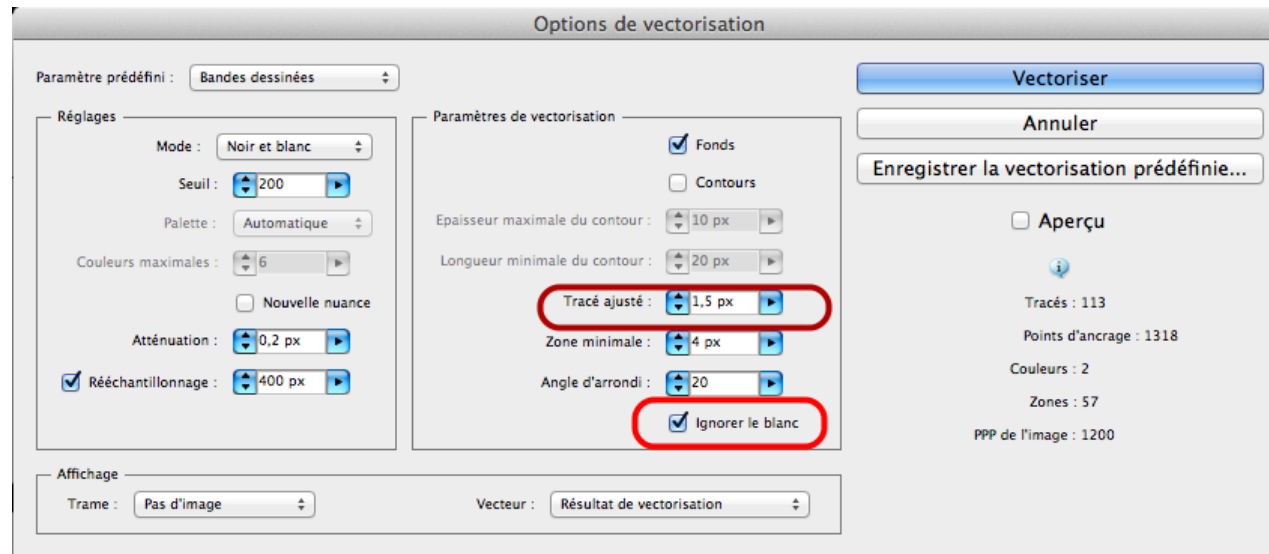 Options de vectorisation
Paramètre prédéfini : Bandes dessinées
Réglages
Mode : Noir et blanc
Seuil : 200
Palette : Automatique
Couleurs maximales : 6
Nouvelle nuance
Atténuation : 0,2 px
Rééchantillonnage : 400 px
Paramètres de vectorisation
Fonds
Contours
Epaisseur maximale du contour : 10 px
Longueur minimale du contour : 20 px
Tracé ajusté : 1,5 px
Zone minimale : 4 px
Angle d'arrondi : 20
Ignorer le blanc
Affichage
Trame : Pas d'image Vecteur : Résultat de vectorisation
Vectoriser
Annuler
Enregistrer la vectorisation prédéfinie...
Aperçu
Tracés : 113
Points d'ancrage : 1318
Couleurs : 2
Zones : 57
PPP de l'image : 1200